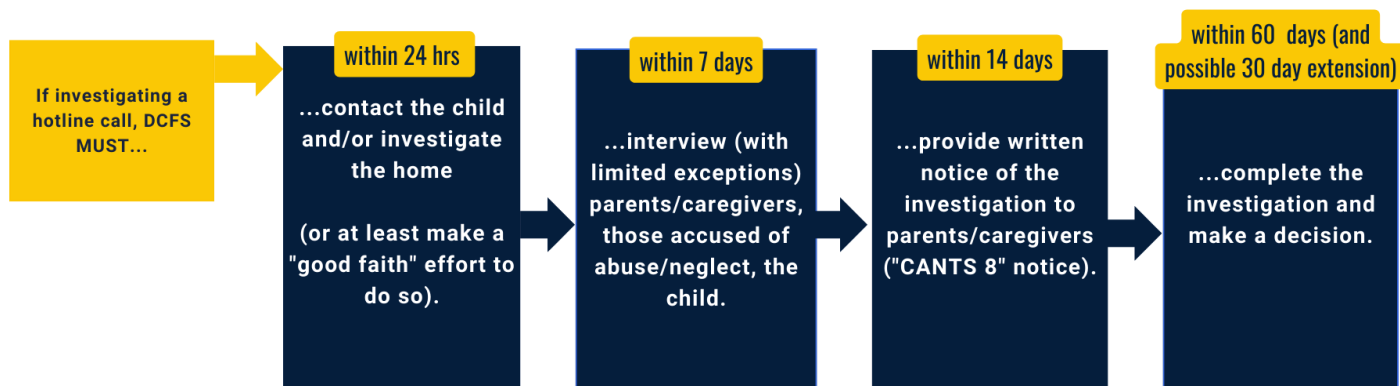 If investigating a
hotline call, DCFS
MUST...
within 24 hrs
...contact the child
and/or investigate
the home
(or at least make a
"good faith" effort to
do so).
within 7 days
...interview (with
limited exceptions)
parents/caregivers,
those accused of
abuse/neglect, the
child.
within 14 days
...provide written
notice of the
investigation to
parents/caregivers
("CANTS 8" notice).
within 60 days (and
possible 30 day extension)
...complete the
investigation and
make a decision.